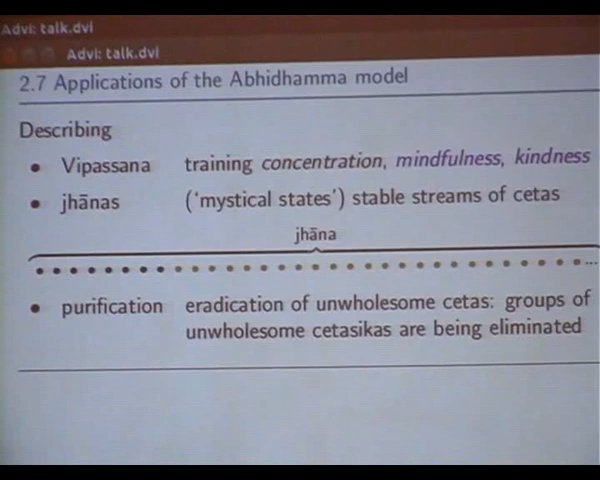 Advi: talk.dvi
Advi: talk.dvi
2.7 Applications of the Abhidhamma model
Describing
• Vipassana training concentration, mindfulness, kindness
• jhānas ('mystical states') stable streams of cetas
jhāna
...
• purification eradication of unwholesome cetas: groups of
unwholesome cetasikas are being eliminated